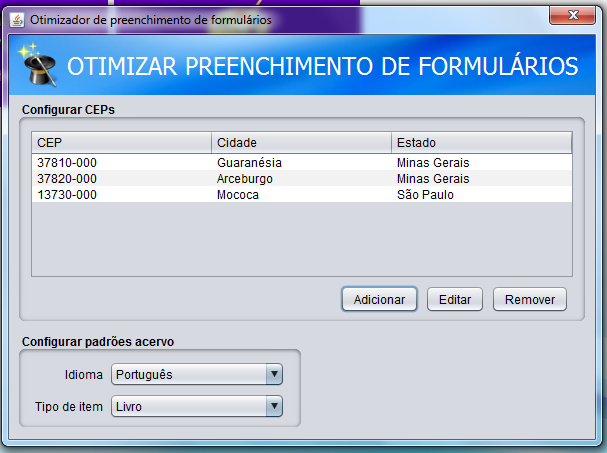 Otimizador de preenchimento de formulários
OTIMIZAR PREENCHIMENTO DE FORMULÁRIOS
Configurar CEPs
CEP Cidade Estado
37810-000 Guaranésia Minas Gerais
37820-000 Arceburgo Minas Gerais
13730-000 Mococa São Paulo
Adicionar Editar Remover
Configurar padrões acervo
Idioma Português
Tipo de item Livro